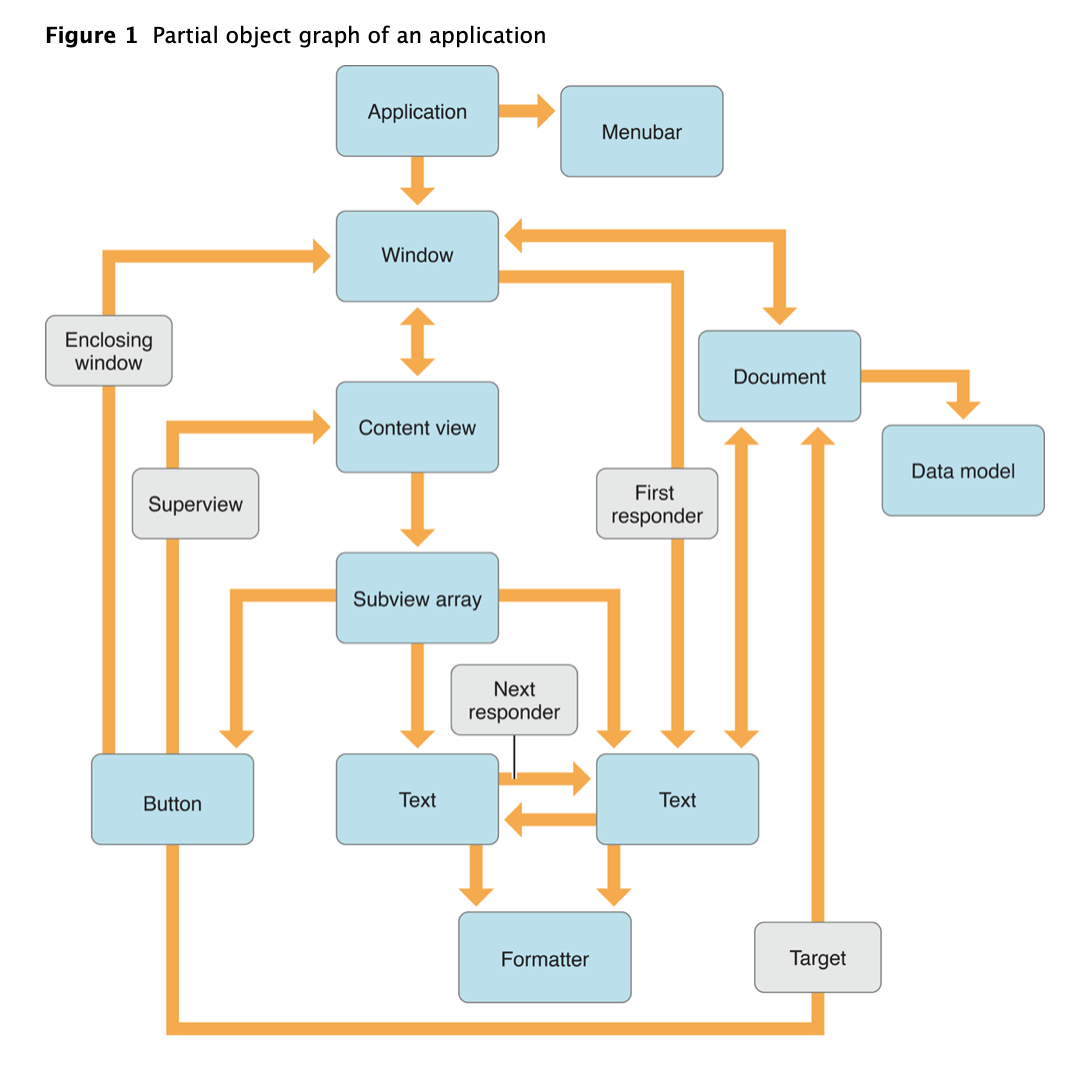 Figure 1 Partial object graph of an application
Application
Menubar
Window
Enclosing
window
Document
Content view
Data model
Superview
First
responder
Subview array
Next
responder
Button
Text
Text
Formatter
Target